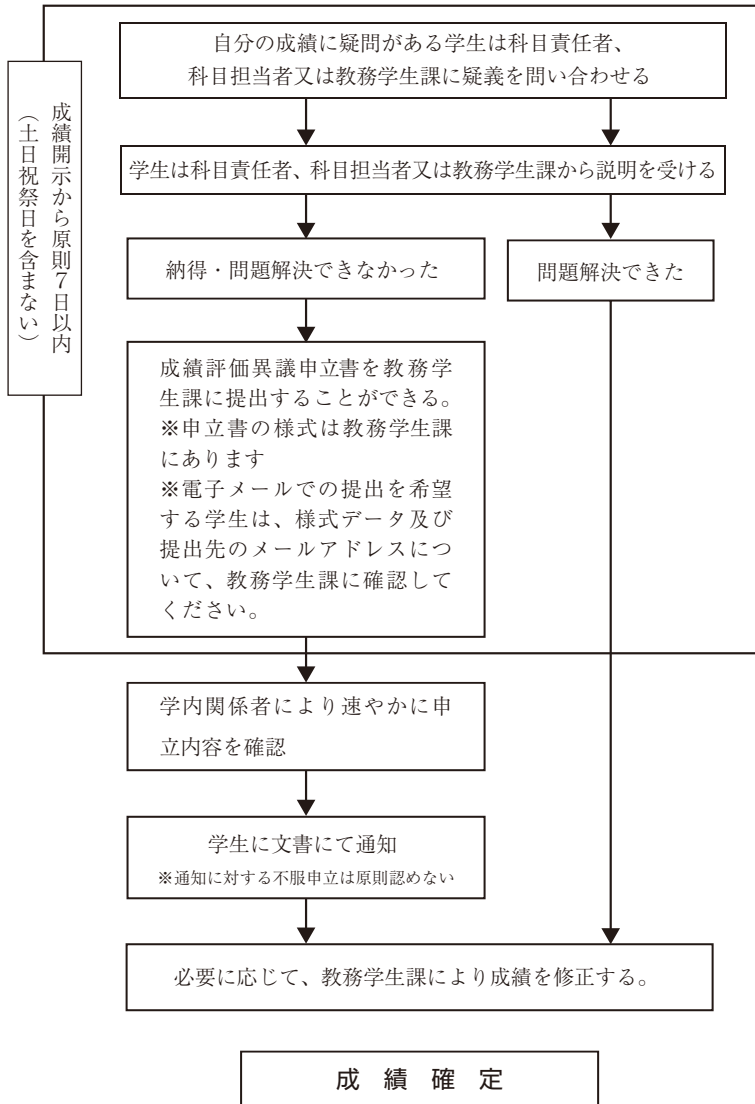 自分の成績に疑問がある学生は科目責任者、
科目担当者又は教務学生課に疑義を問い合わせる
成績開示から原則７日以内
（土日祝祭日を含まない）
学生は科目責任者、科目担当者又は教務学生課から説明を受ける
納得・問題解決できなかった
問題解決できた
成績評価異議申立書を教務学
生課に提出することができる。
※申立書の様式は教務学生課
にあります
※電子メールでの提出を希望
する学生は、様式データ及び
提出先のメールアドレスにつ
いて、教務学生課に確認して
ください。
学内関係者により速やかに申
立内容を確認
学生に文書にて通知
※通知に対する不服申立は原則認めない
必要に応じて、教務学生課により成績を修正する。
成績確定